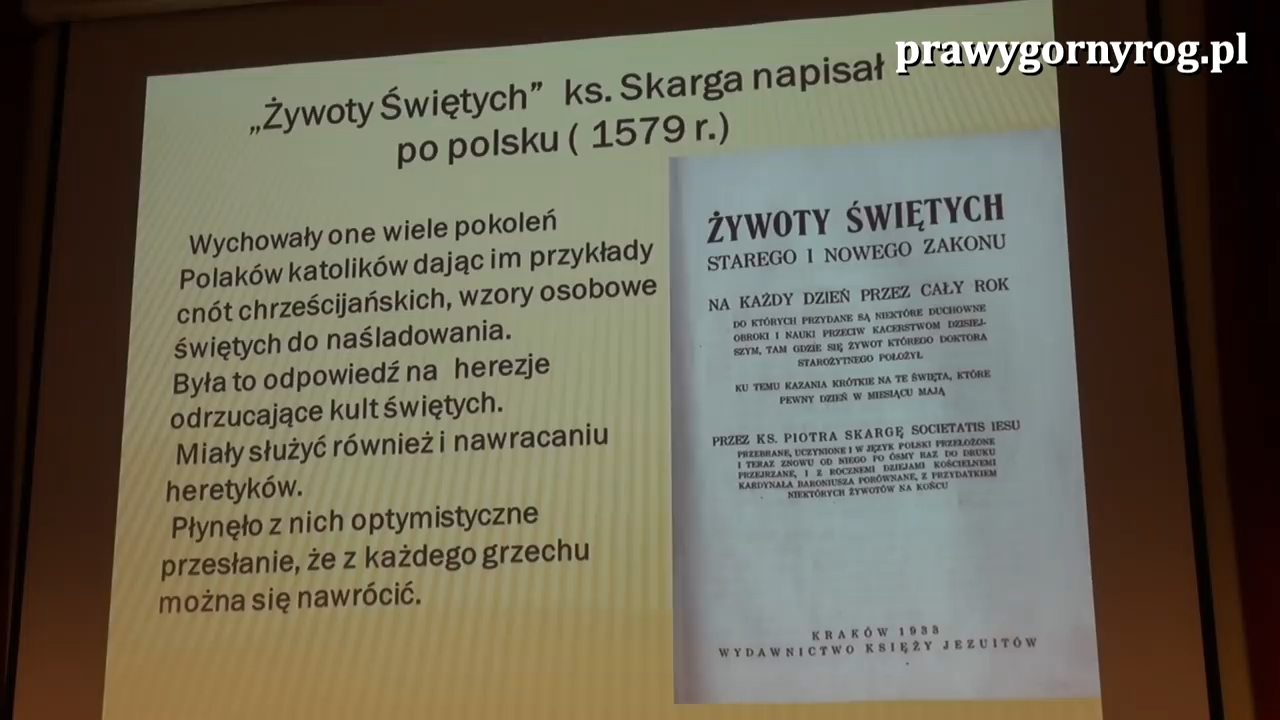 prawygornyrog.pl
„Żywoty Świętych” ks. Skarga napisał
po polsku ( 1579 r.)
Wychowały one wiele pokoleń
Polaków katolików dając im przykłady
cnót chrześcijańskich, wzory osobowe
świętych do naśladowania.
Była to odpowiedź na herezje
odrzucające kult świętych.
Miały służyć również i nawracaniu
heretyków.
Płynęło z nich optymistyczne
przesłanie, że z każdego grzechu
można się nawrócić.
ŻYWOTY ŚWIĘTYCH
STAREGO I NOWEGO ZAKONU
NA KAŻDY DZIEŃ PRZEZ CAŁY ROK
DO KTÓRYCH PRZYDANE SĄ NIEKTÓRE DUCHOWNE
OBROKI I NAUKI PRZECIW KACERSTWOM DZISIEJ-
SZYM, TAM GDZIE SIĘ ŻYWOT KTÓREGO DOKTORA
STAROŻYTNEGO POŁOŻYŁ
KU TEMU KAZANIA KRÓTKIE NA TE ŚWIĘTA, KTÓRE
PEWNY DZIEŃ W MIESIĄCU MAJĄ
PRZEZ KS. PIOTRA SKARGĘ SOCIETATIS IESU
PRZEBRANE, UCZYNIONE I W JĘZYK POLSKI PRZEŁOŻONE
I TERAZ ZNOWU OD NIEGO PO ÓSMY RAZ DO DRUKU
PRZEJRZANE, I Z ROCZNEMI DZIEJAMI KOŚCIELNEMI
KARDYNAŁA BARONIUSZA PORÓWNANE, Z PRZYDATKIEM
NIEKTÓRYCH ŻYWOTÓW NA KOŃCU
KRAKÓW 1933
WYDAWNICTWO KSIĘŻY JEZUITÓW